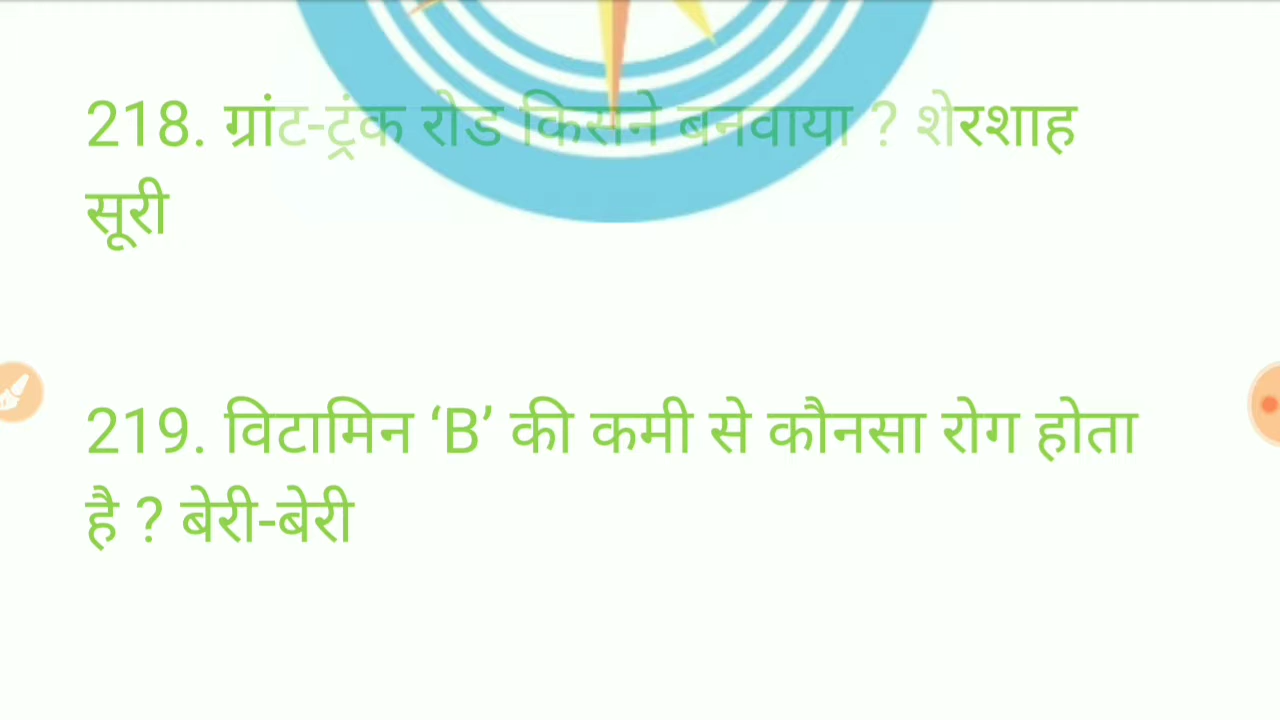 218. ग्रांट-ट्रंक रोड किसने बनवाया ? शेरशाह
सूरी
219. विटामिन ‘B’ की कमी से कौनसा रोग होता
है ? बेरी-बेरी